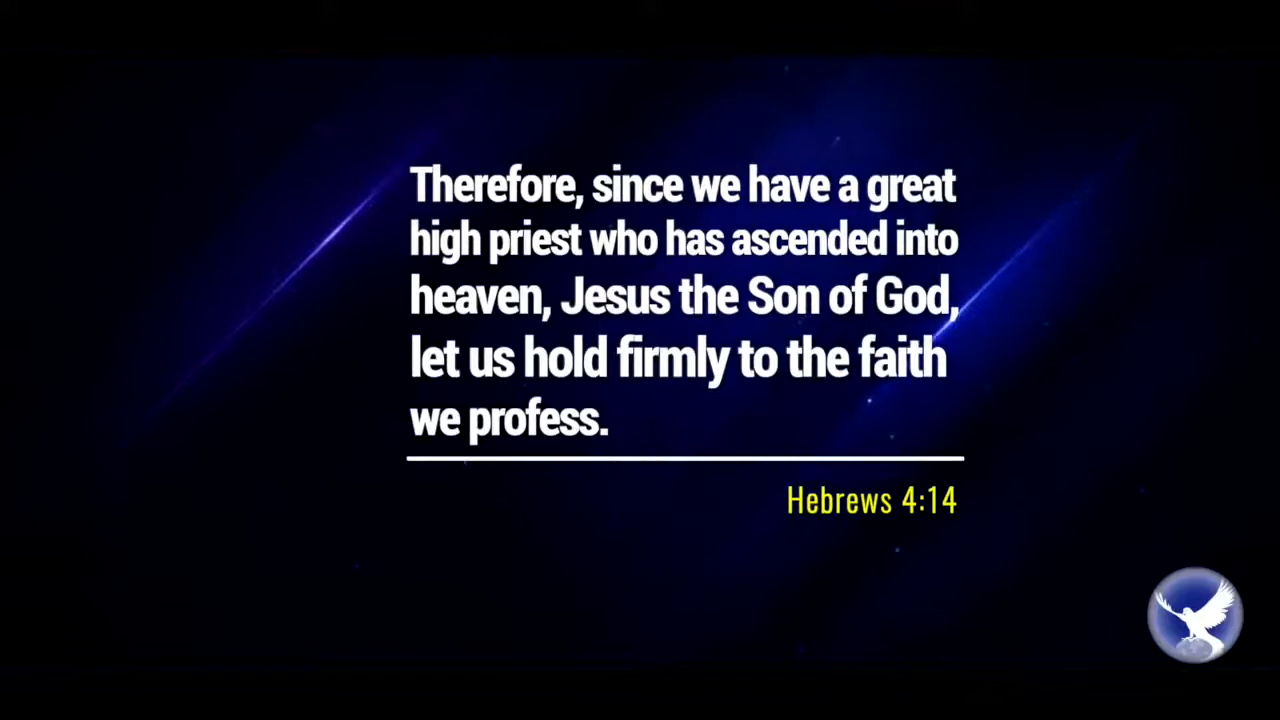 Therefore, since we have a great
high priest who has ascended into
heaven, Jesus the Son of God,
let us hold firmly to the faith
we profess.
Hebrews 4:14